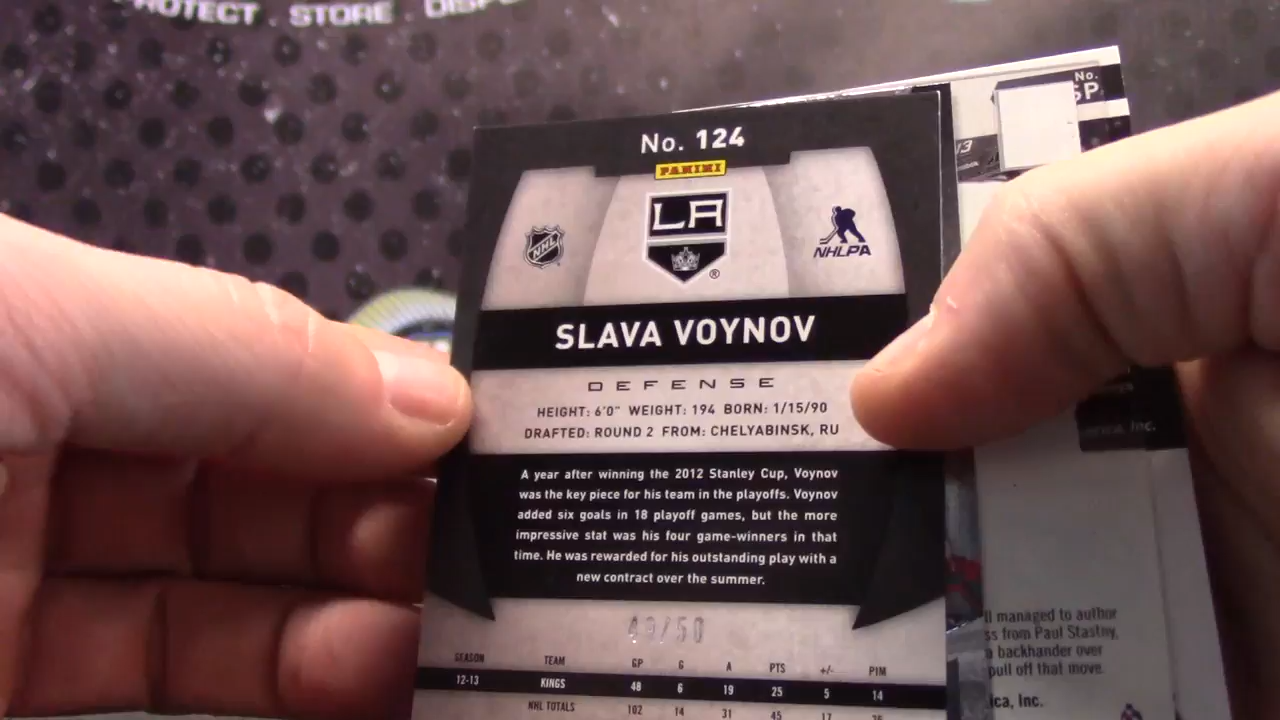 PROTECT . STORE .
No. 124
PANINI
LA
NHL
NHLPA
SLAVA VOYNOV
DEFENSE
HEIGHT: 6'0" WEIGHT: 194 BORN: 1/15/90
DRAFTED: ROUND 2 FROM: CHELYABINSK, RU
A year after winning the 2012 Stanley Cup, Voynov
was the key piece for his team in the playoffs. Voynov
added six goals in 18 playoff games, but the more
impressive stat was his four game-winners in that
time. He was rewarded for his outstanding play with a
new contract over the summer.
/50
SEASON TEAM GP G A PTS +/- PIM
12-13 KINGS 48 6 19 25 5 14
NHL TOTALS 102 14 31 45 17
No.
SP
managed to author
ss from Paul Stastny,
a backhander over
pull off that move.
ica, Inc.
Inc.